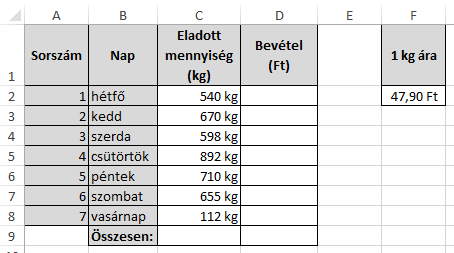 A B C D E F
1 Sorszám Nap Eladott mennyiség (kg) Bevétel (Ft) 1 kg ára
2 1 hétfő 540 kg 47,90 Ft
3 2 kedd 670 kg
4 3 szerda 598 kg
5 4 csütörtök 892 kg
6 5 péntek 710 kg
7 6 szombat 655 kg
8 7 vasárnap 112 kg
9 Összesen: